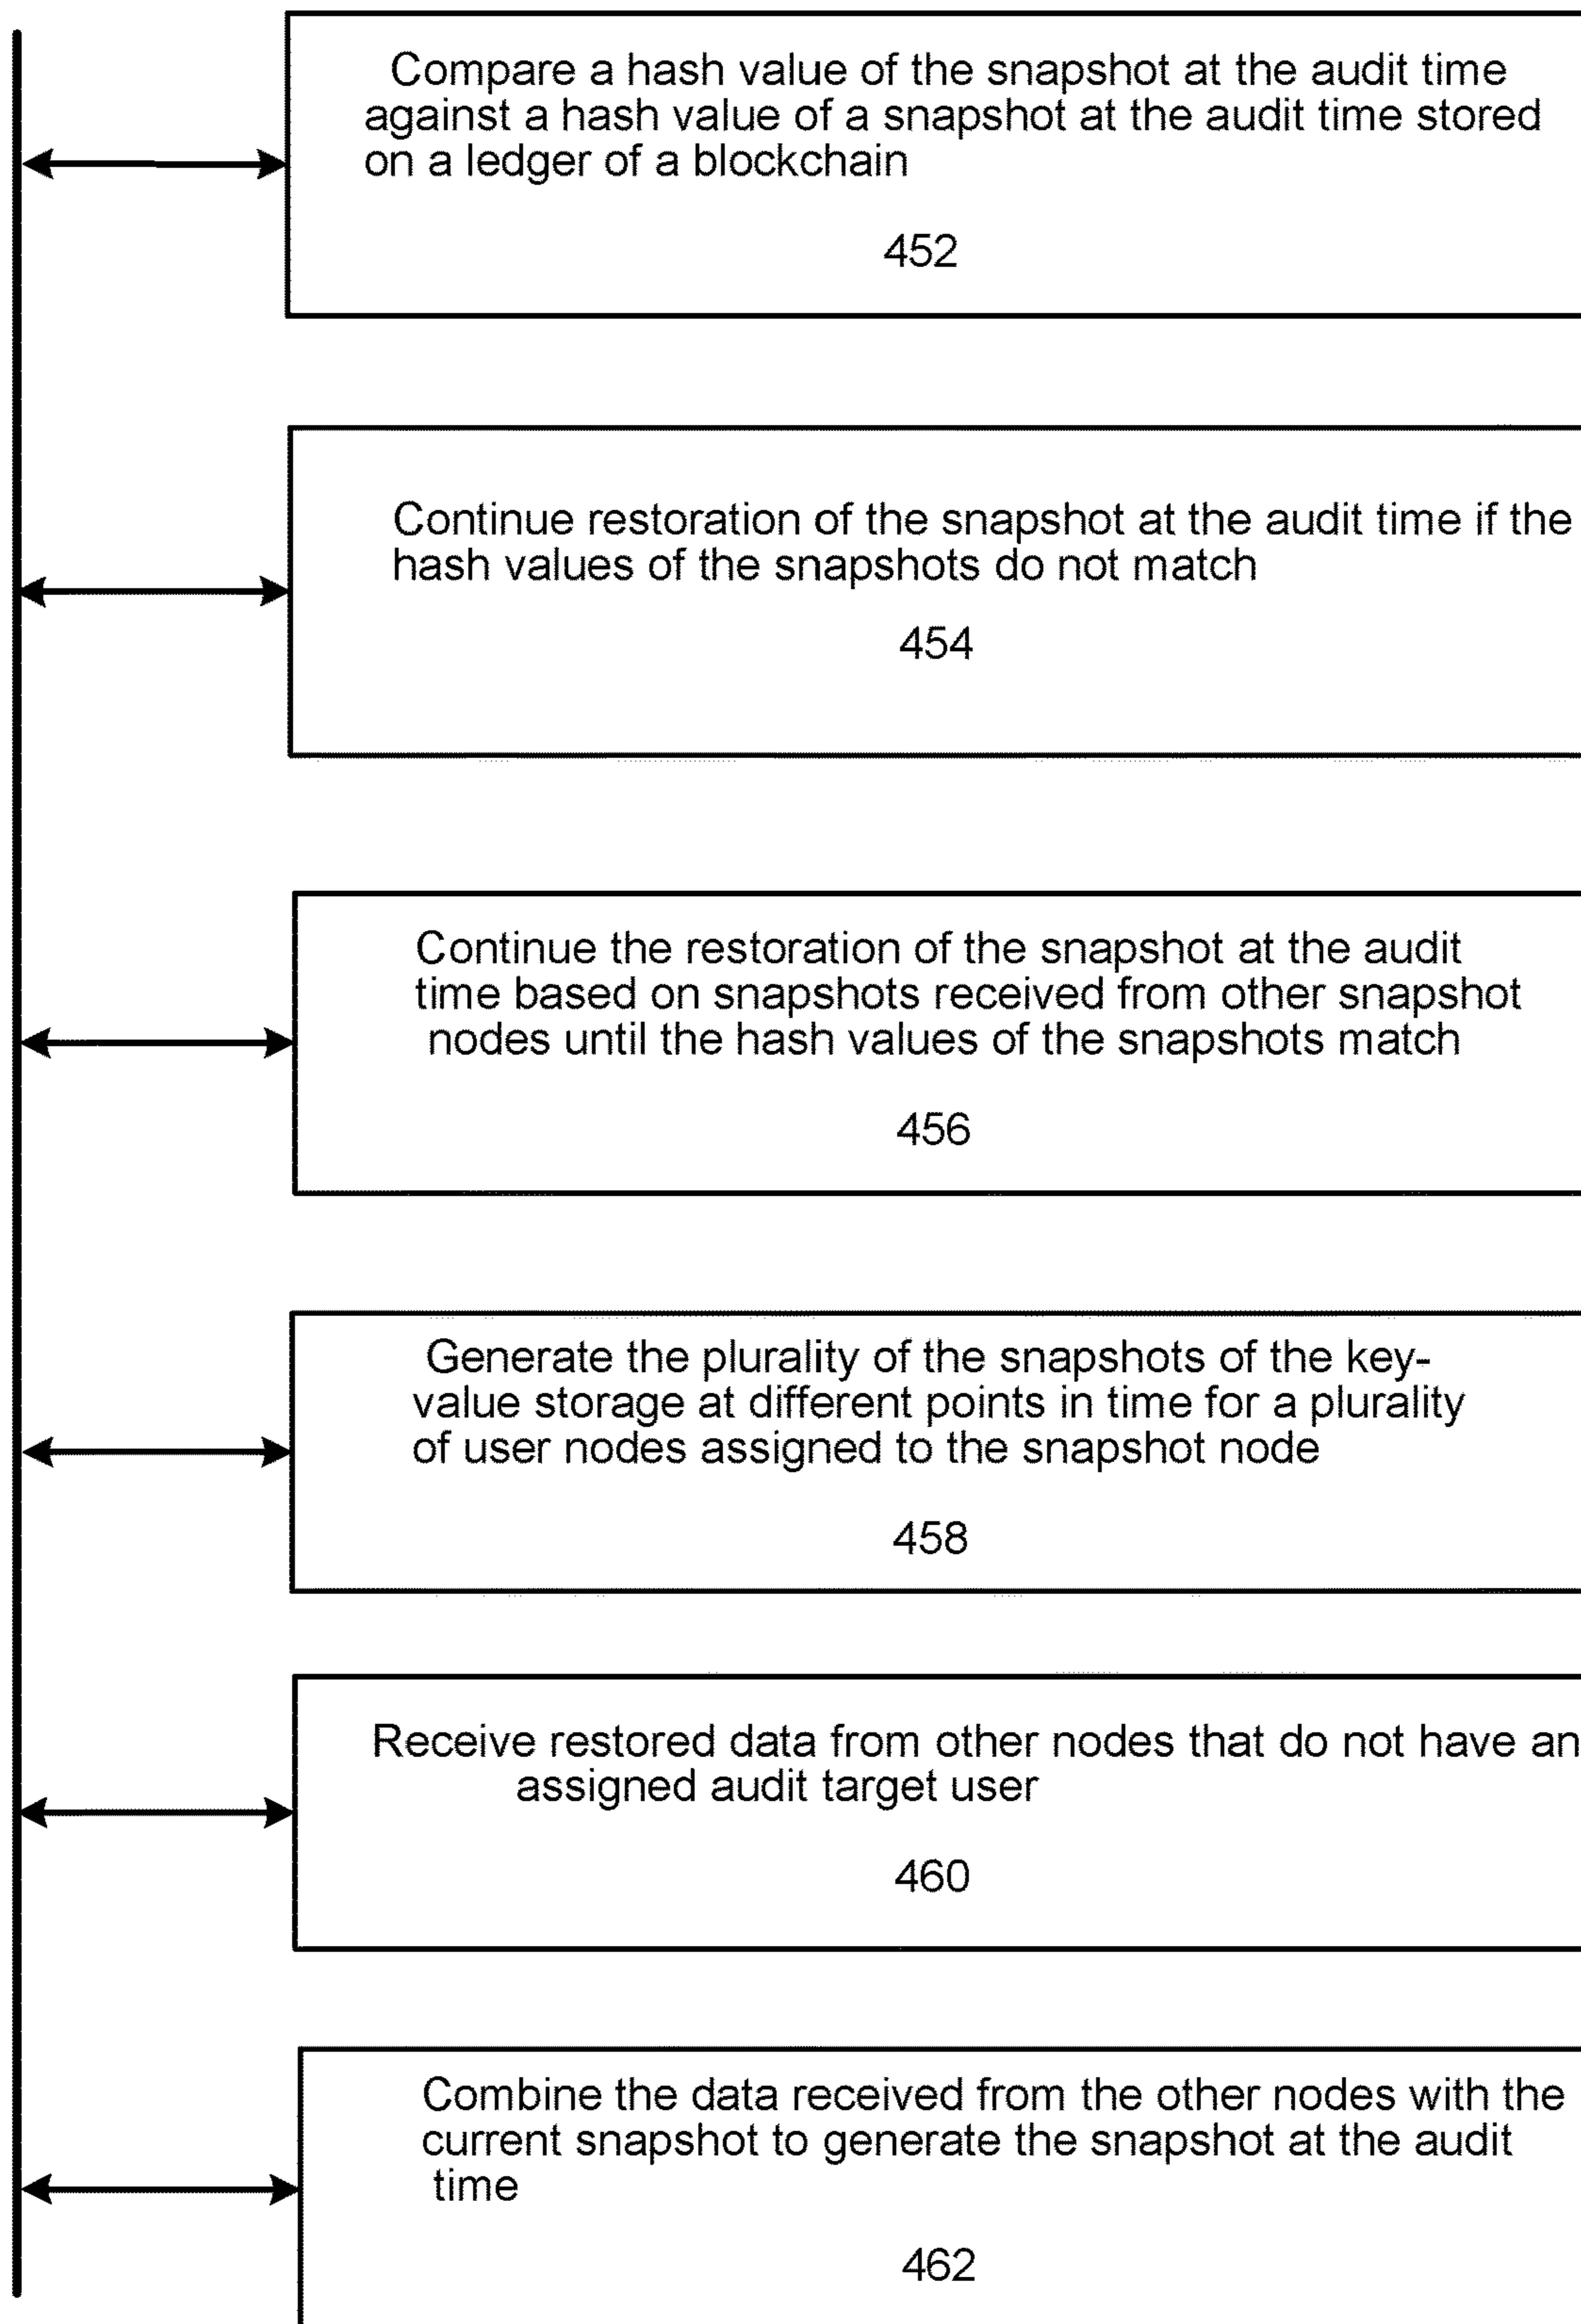 Compare a hash value of the snapshot at the audit time
against a hash value of a snapshot at the audit time stored
on a ledger of a blockchain
452
Continue restoration of the snapshot at the audit time if the
hash values of the snapshots do not match
454
Continue the restoration of the snapshot at the audit
time based on snapshots received from other snapshot
nodes until the hash values of the snapshots match
456
Generate the plurality of the snapshots of the key-
value storage at different points in time for a plurality
of user nodes assigned to the snapshot node
458
Receive restored data from other nodes that do not have an
assigned audit target user
460
Combine the data received from the other nodes with the
current snapshot to generate the snapshot at the audit
time
462